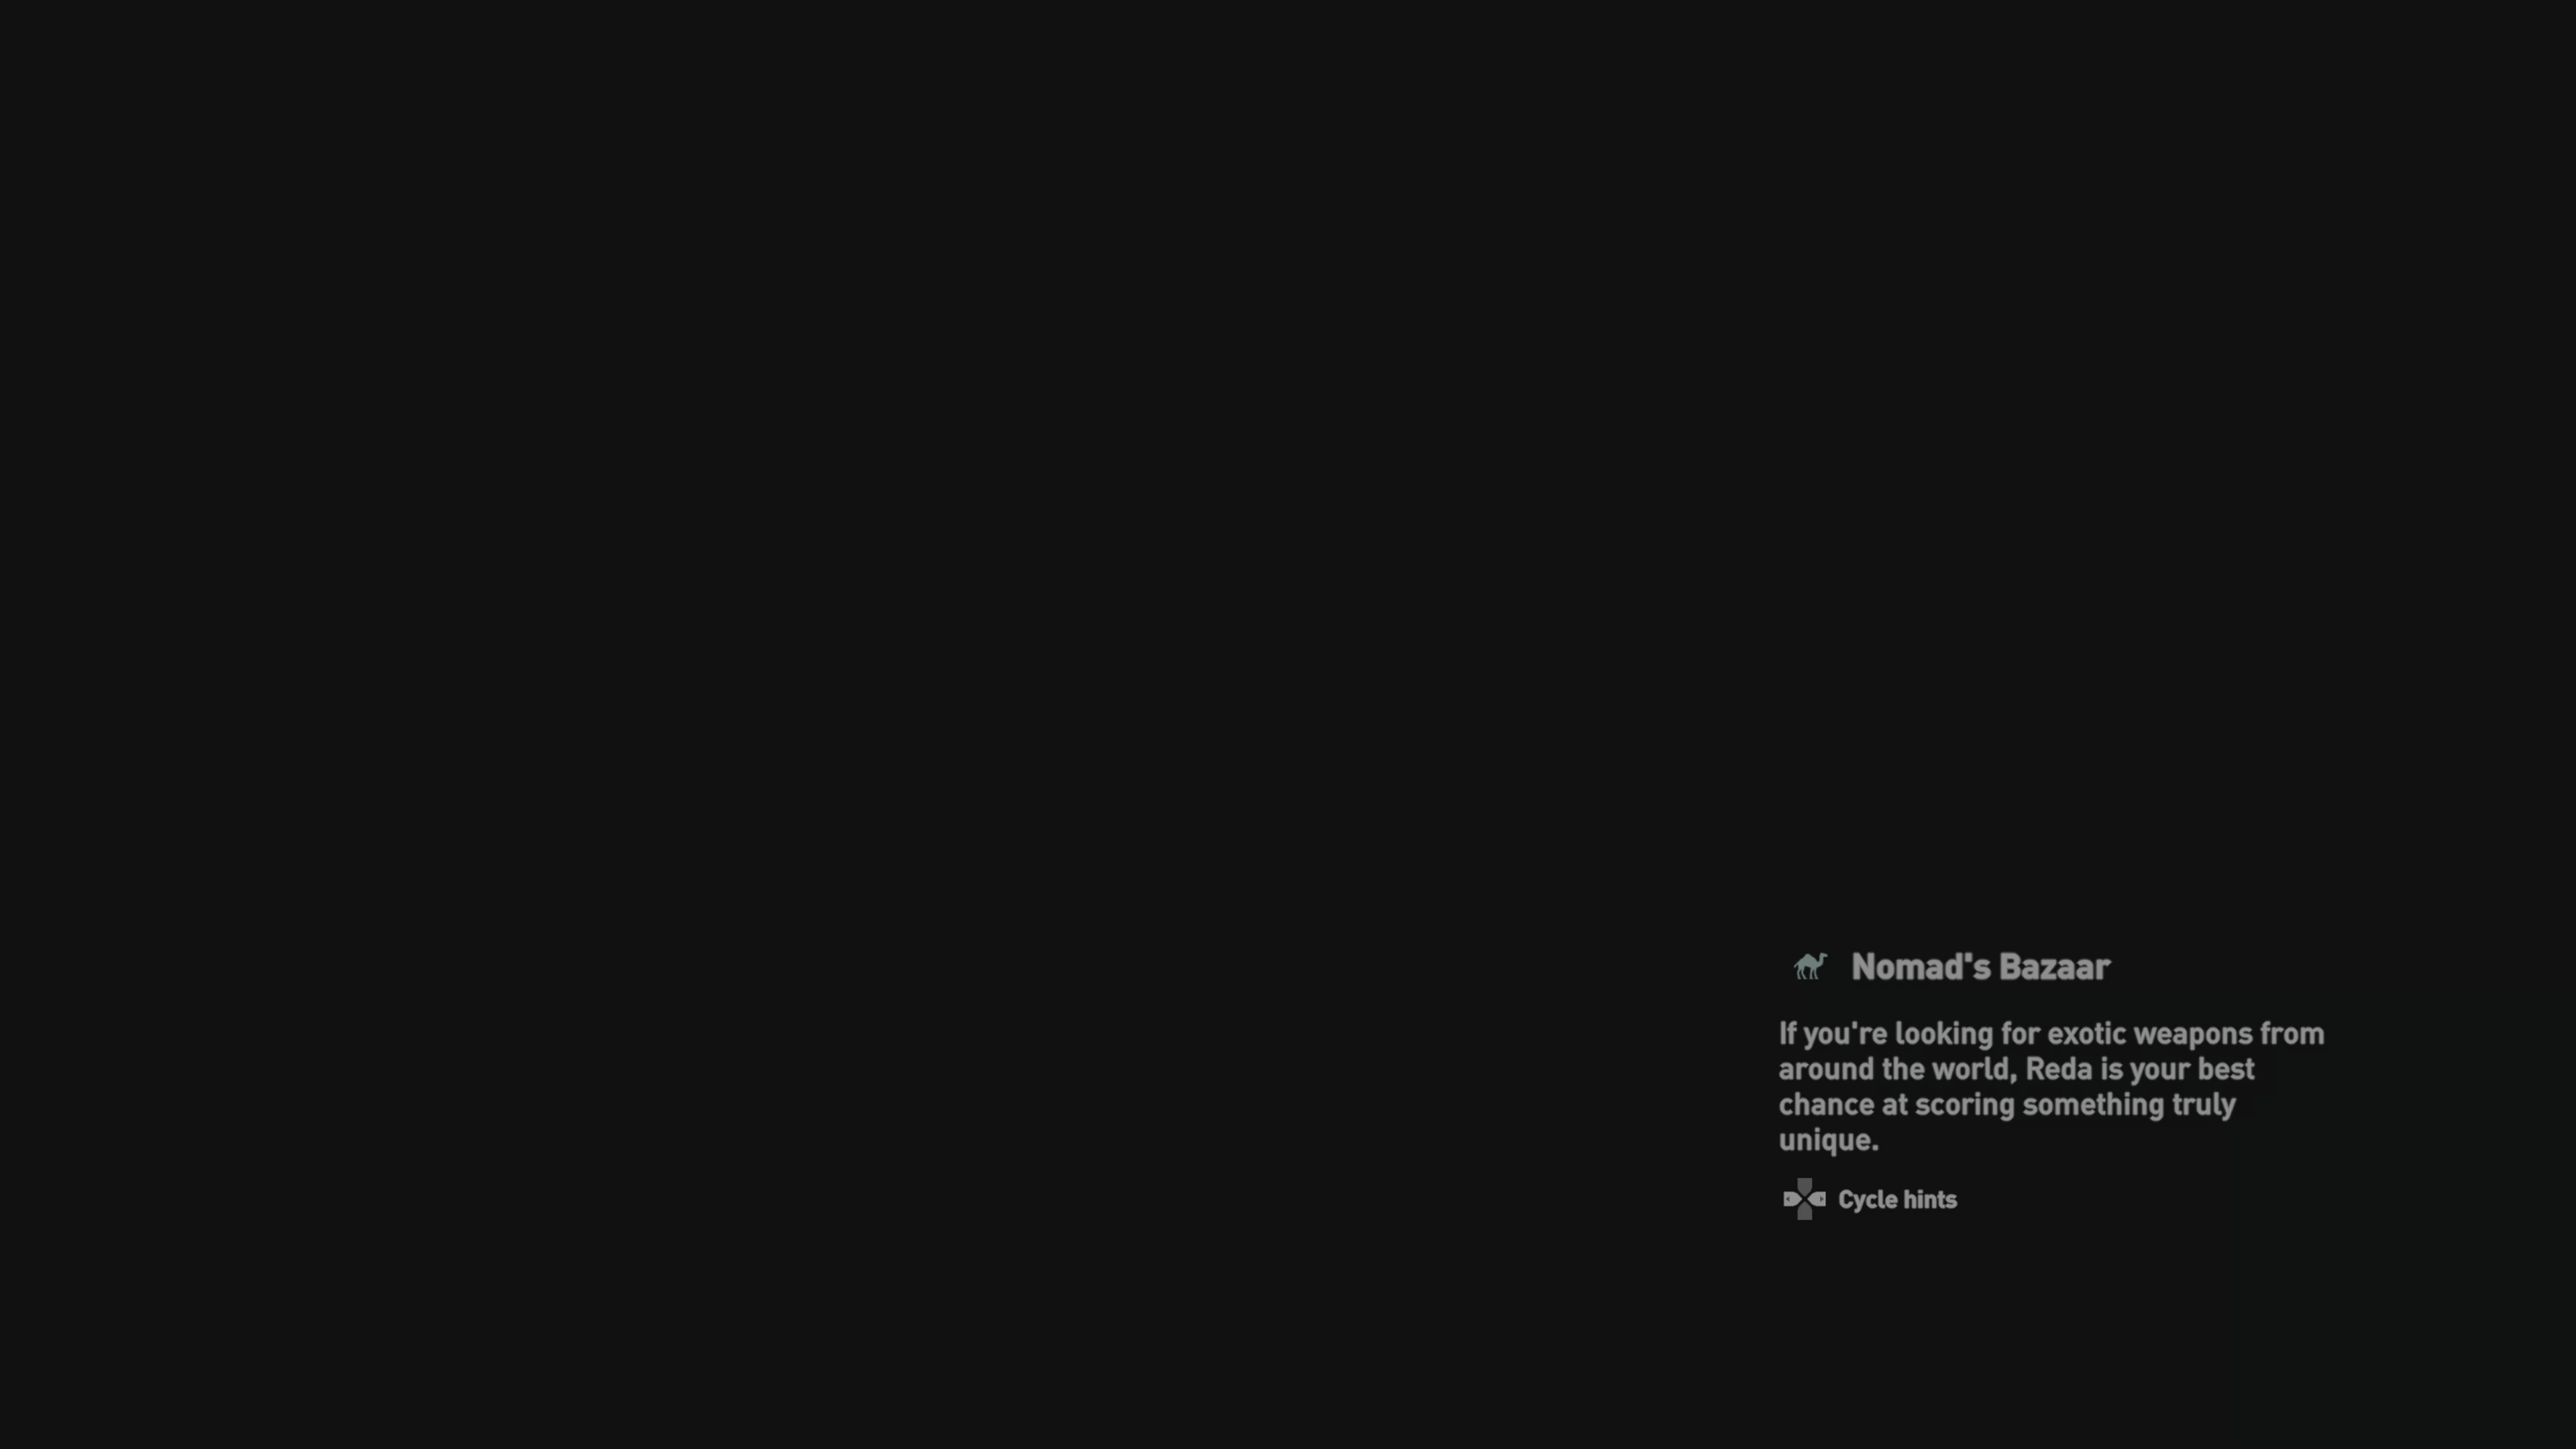 Nomad's Bazaar
If you're looking for exotic weapons from
around the world, Reda is your best
chance at scoring something truly
unique.
Cycle hints